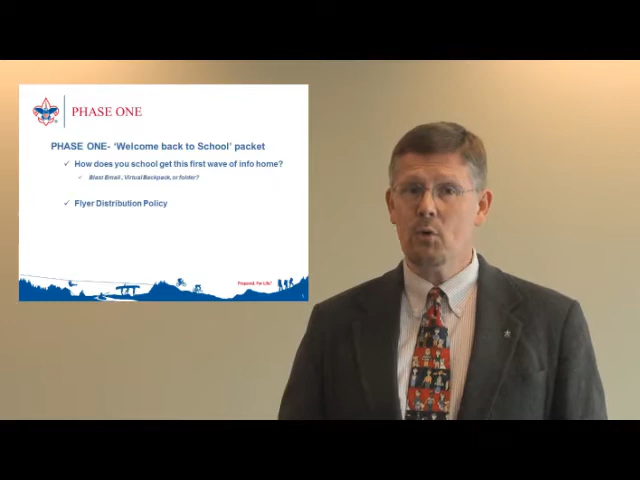 PHASE ONE
PHASE ONE- ‘Welcome back to School’ packet
✓ How does you school get this first wave of info home?
✓ Blast Email, Virtual Backpack, or folder?
✓ Flyer Distribution Policy
Prepared. For Life.®